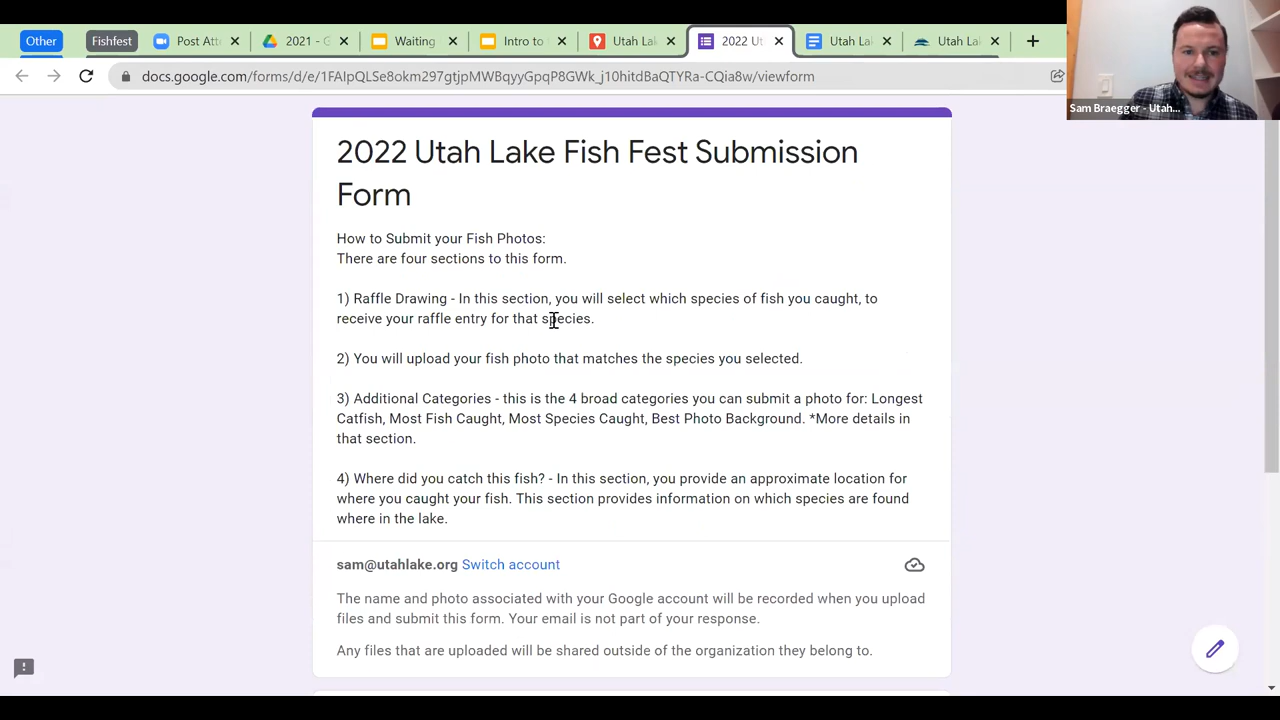 Other
Fishfest
Post Att
2021 - G
Waiting
Intro to
Utah La
2022 Ut
Utah Lak
Utah La
docs.google.com/forms/d/e/1FAIpQLSe8okm297gtjpMWBqyyGpqP8GWk_j10hitdBaQTYRa-CQia8w/viewform
Sam Braegger - Utah...
2022 Utah Lake Fish Fest Submission
Form
How to Submit your Fish Photos:
There are four sections to this form.
1) Raffle Drawing - In this section, you will select which species of fish you caught, to
receive your raffle entry for that species.
2) You will upload your fish photo that matches the species you selected.
3) Additional Categories - this is the 4 broad categories you can submit a photo for: Longest
Catfish, Most Fish Caught, Most Species Caught, Best Photo Background. *More details in
that section.
4) Where did you catch this fish? - In this section, you provide an approximate location for
where you caught your fish. This section provides information on which species are found
where in the lake.
sam@utahlake.org Switch account
The name and photo associated with your Google account will be recorded when you upload
files and submit this form. Your email is not part of your response.
Any files that are uploaded will be shared outside of the organization they belong to.